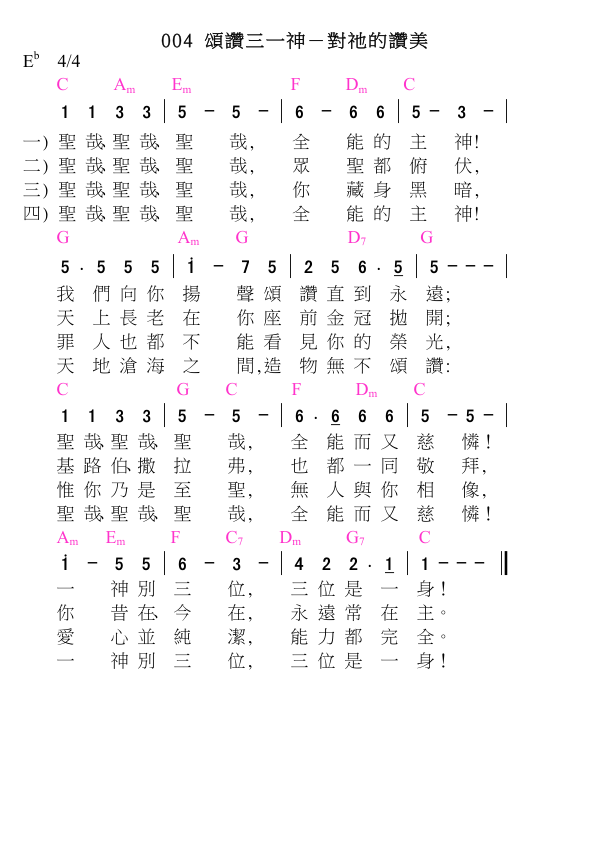 004 頌讚三一神－對祂的讚美
E♭ 4/4
C Am Em F Dm C
1 1 3 3 | 5 － 5 － | 6 － 6 6 | 5 － 3 － |
一) 聖 哉、聖 哉、 聖 哉, 全 能 的 主 神!
二) 聖 哉、聖 哉、 聖 哉, 眾 聖 都 俯 伏,
三) 聖 哉、聖 哉、 聖 哉, 你 藏 身 黑 暗,
四) 聖 哉、聖 哉、 聖 哉, 全 能 的 主 神!
G Am G D7 G
5 . 5 5 5 | 1̇ － 7 5 | 2 5 6 . 5 | 5 － － － |
我 們 向 你 揚 聲 頌 讚 直 到 永 遠;
天 上 長 老 在 你 座 前 金 冠 拋 開;
罪 人 也 都 不 能 看 見 你 的 榮 光,
天 地 滄 海 之 間,造 物 無 不 頌 讚:
C G C F Dm C
1 1 3 3 | 5 － 5 － | 6 . 6 6 6 | 5 － 5 － |
聖 哉、聖 哉、 聖 哉, 全 能 而 又 慈 憐!
基 路 伯、撒 拉 弗, 也 都 一 同 敬 拜,
惟 你 乃 是 至 聖, 無 人 與 你 相 像,
聖 哉、聖 哉、 聖 哉, 全 能 而 又 慈 憐!
Am Em F C7 Dm G7 C
1̇ － 5 5 | 6 － 3 － | 4 2 2 . 1 | 1 － － － ‖
一 神 別 三 位, 三 位 是 一 身!
你 昔 在、今 在, 永 遠 常 在 主。
愛 心 並 純 潔, 能 力 都 完 全。
一 神 別 三 位, 三 位 是 一 身!